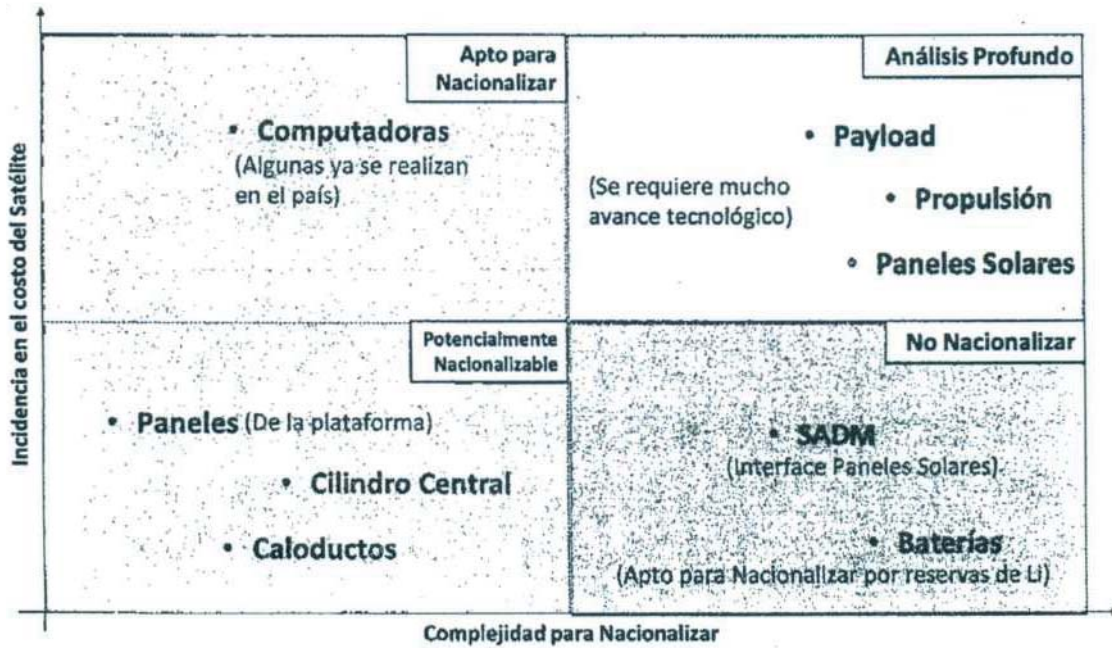 Incidencia en el costo del Satélite
Apto para
Nacionalizar
• Computadoras
(Algunas ya se realizan
en el país)
Análisis Profundo
• Payload
(Se requiere mucho
avance tecnológico)
• Propulsión
• Paneles Solares
Potencialmente
Nacionalizable
• Paneles (De la plataforma)
• Cilindro Central
• Caloductos
No Nacionalizar
• SADM
(Interface Paneles Solares)
• Baterías
(Apto para Nacionalizar por reservas de Li)
Complejidad para Nacionalizar